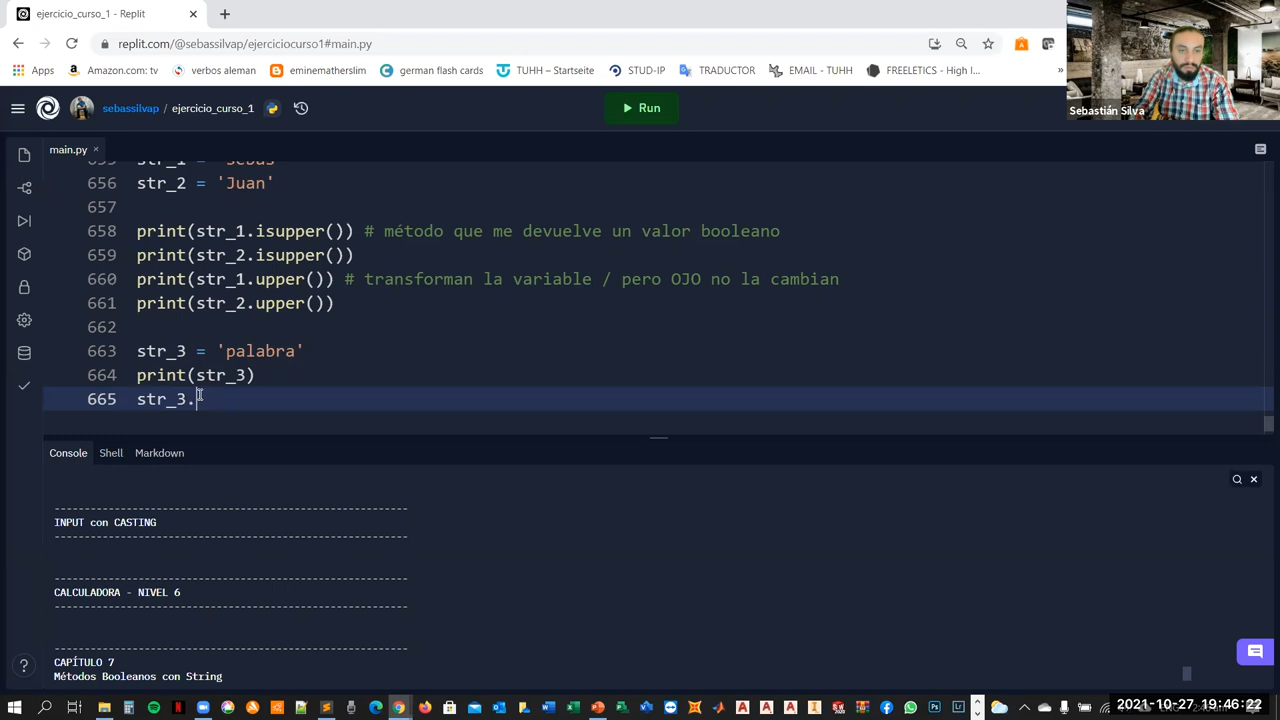 ejercicio_curso_1 - Replit
replit.com/@sebassilvap/ejerciciocurso1#main.py
Apps
Amazon.com: tv
verbos aleman
eminematherslim
german flash cards
TUHH – Startseite
STUD-IP
TRADUCTOR
EMAIL - TUHH
FREELETICS - High I...
»
Sebastián Silva
sebassilvap / ejercicio_curso_1
Run
main.py
656 str_2 = 'Juan'
657
658 print(str_1.isupper()) # método que me devuelve un valor booleano
659 print(str_2.isupper())
660 print(str_1.upper()) # transforman la variable / pero OJO no la cambian
661 print(str_2.upper())
662
663 str_3 = 'palabra'
664 print(str_3)
665 str_3.
Console Shell Markdown
--------------------------------------------------------
INPUT con CASTING
--------------------------------------------------------
--------------------------------------------------------
CALCULADORA - NIVEL 6
--------------------------------------------------------
--------------------------------------------------------
CAPÍTULO 7
Métodos Booleanos con String
2021-10-27 19:46:22